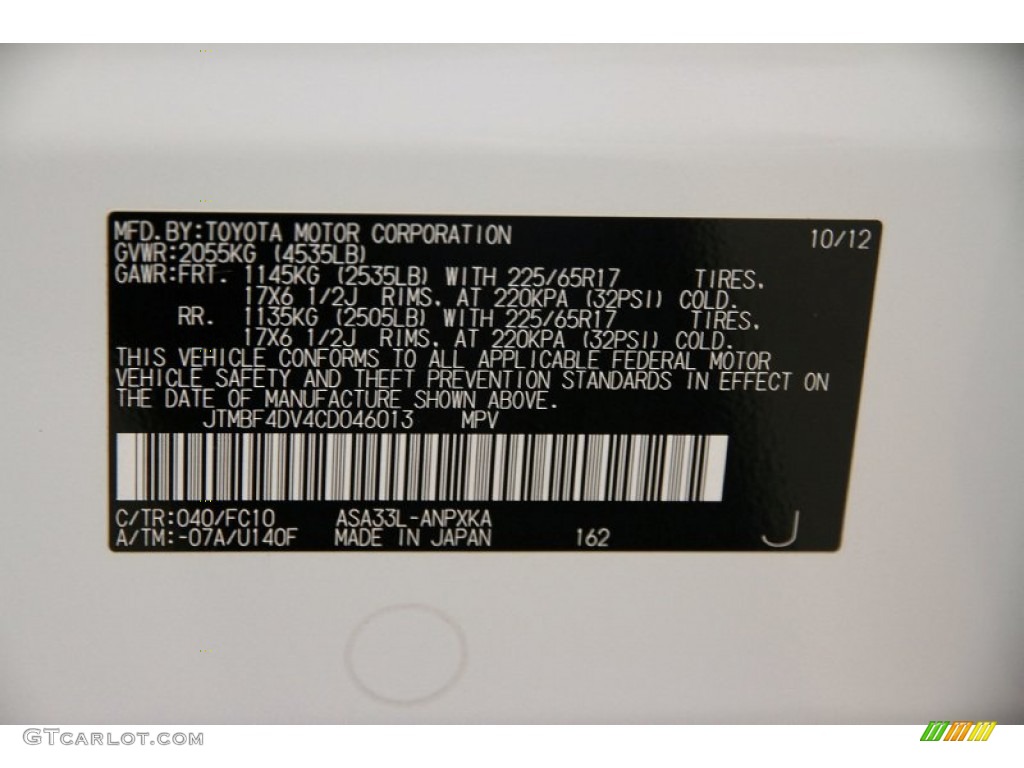 MFD.BY:TOYOTA MOTOR CORPORATION 10/12
GVWR:2055KG (4535LB)
GAWR:FRT. 1145KG (2535LB) WITH 225/65R17 TIRES.
17X6 1/2J RIMS. AT 220KPA (32PSI) COLD.
RR. 1135KG (2505LB) WITH 225/65R17 TIRES.
17X6 1/2J RIMS. AT 220KPA (32PSI) COLD.
THIS VEHICLE CONFORMS TO ALL APPLICABLE FEDERAL MOTOR
VEHICLE SAFETY AND THEFT PREVENTION STANDARDS IN EFFECT ON
THE DATE OF MANUFACTURE SHOWN ABOVE.
JTMBF4DV4CD046013 MPV
C/TR:040/FC10 ASA33L-ANPXKA
A/TM:-07A/U140F MADE IN JAPAN 162 J
GTCarLot.com